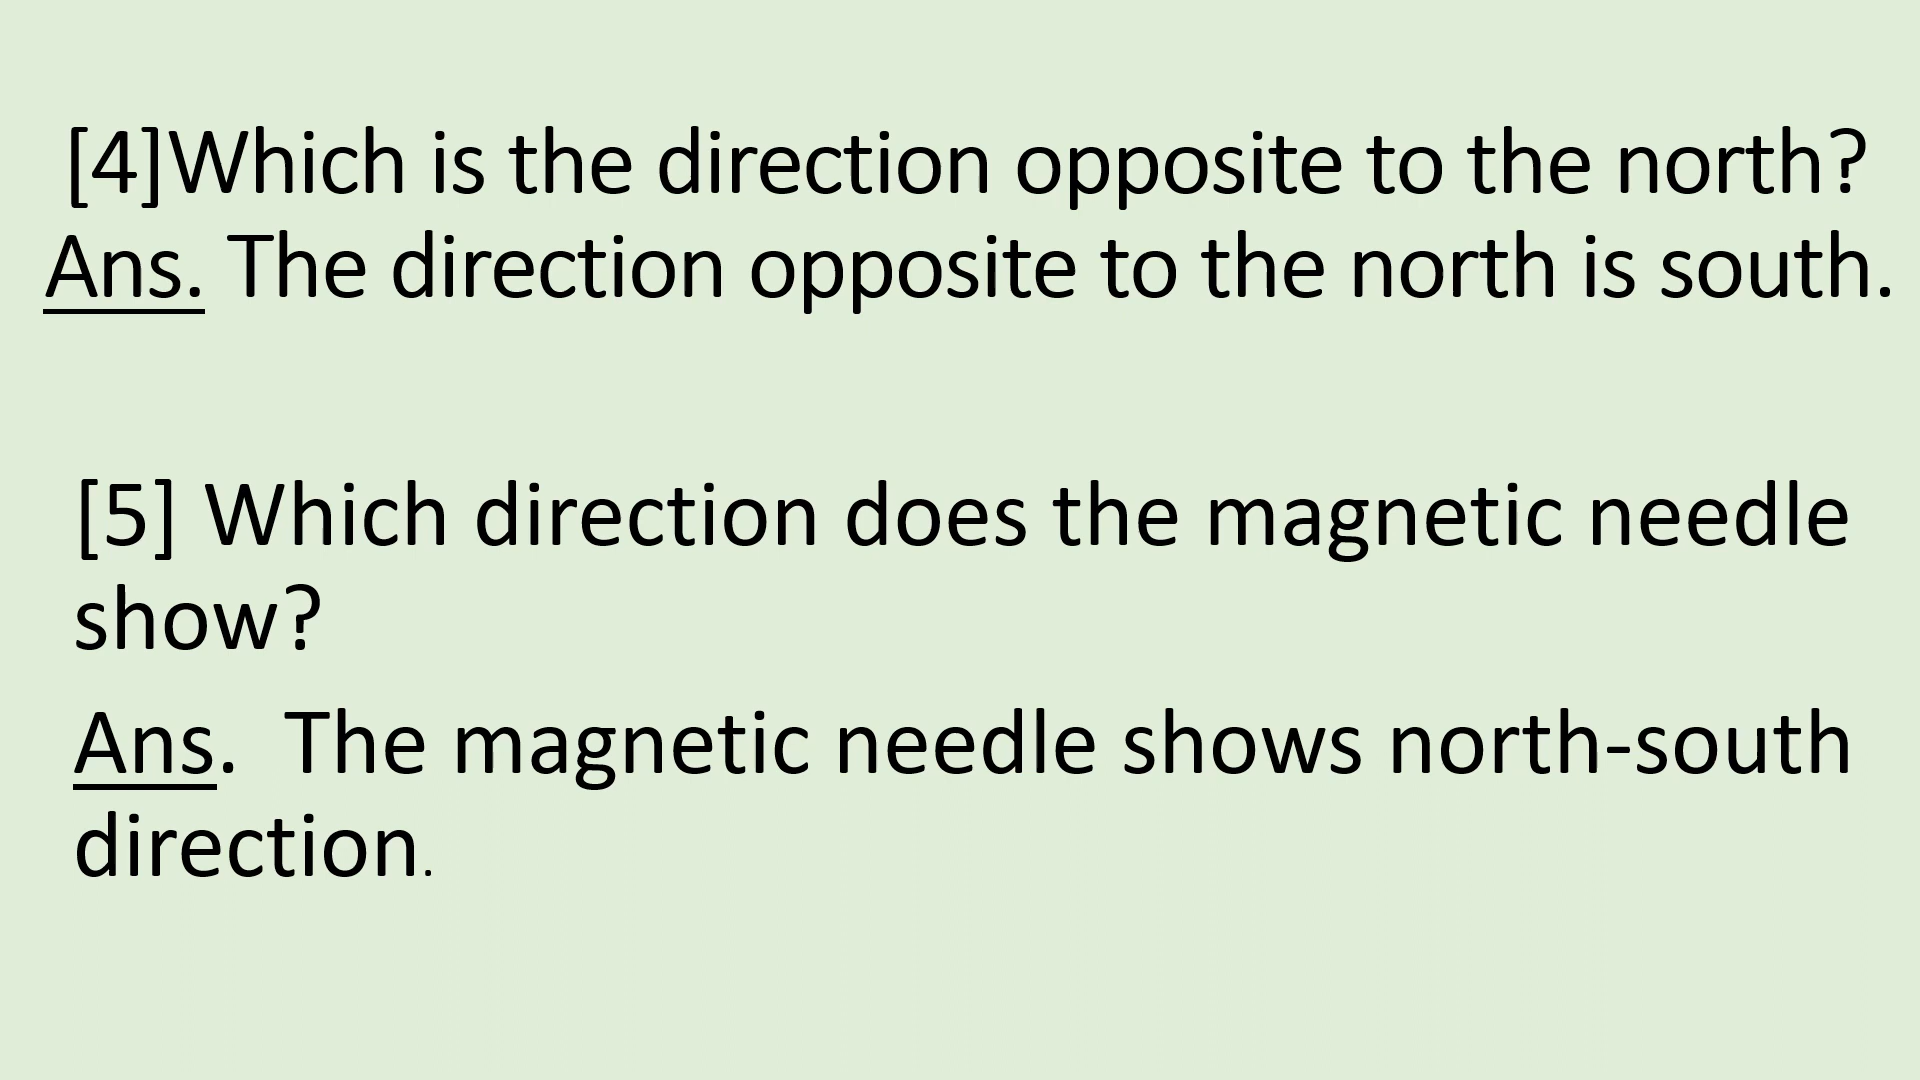 [4]Which is the direction opposite to the north?
Ans. The direction opposite to the north is south.
[5] Which direction does the magnetic needle
show?
Ans.  The magnetic needle shows north-south
direction.